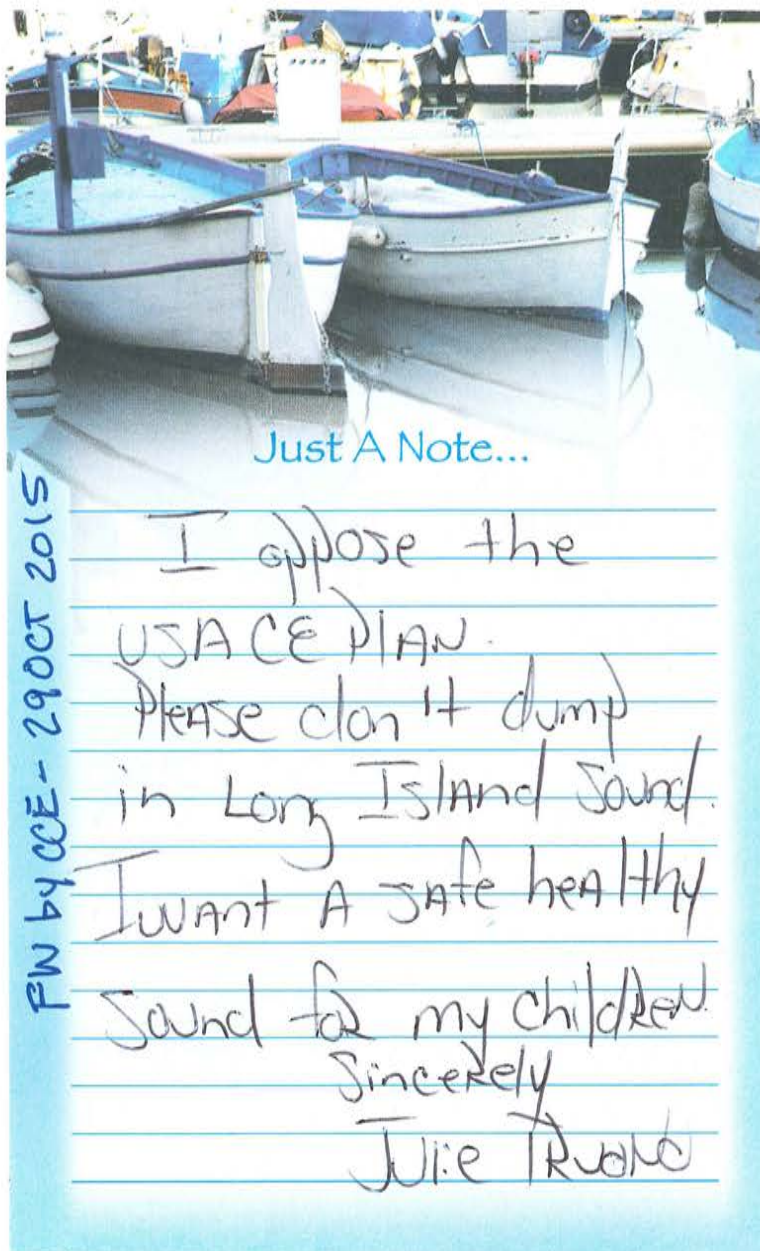 Just A Note...
I oppose the
USACE PLAN.
Please don't dump
in Long Island Sound.
I want A safe healthy
Sound for my children.
Sincerely
Julie
FW by CCE - 29 OCT 2015